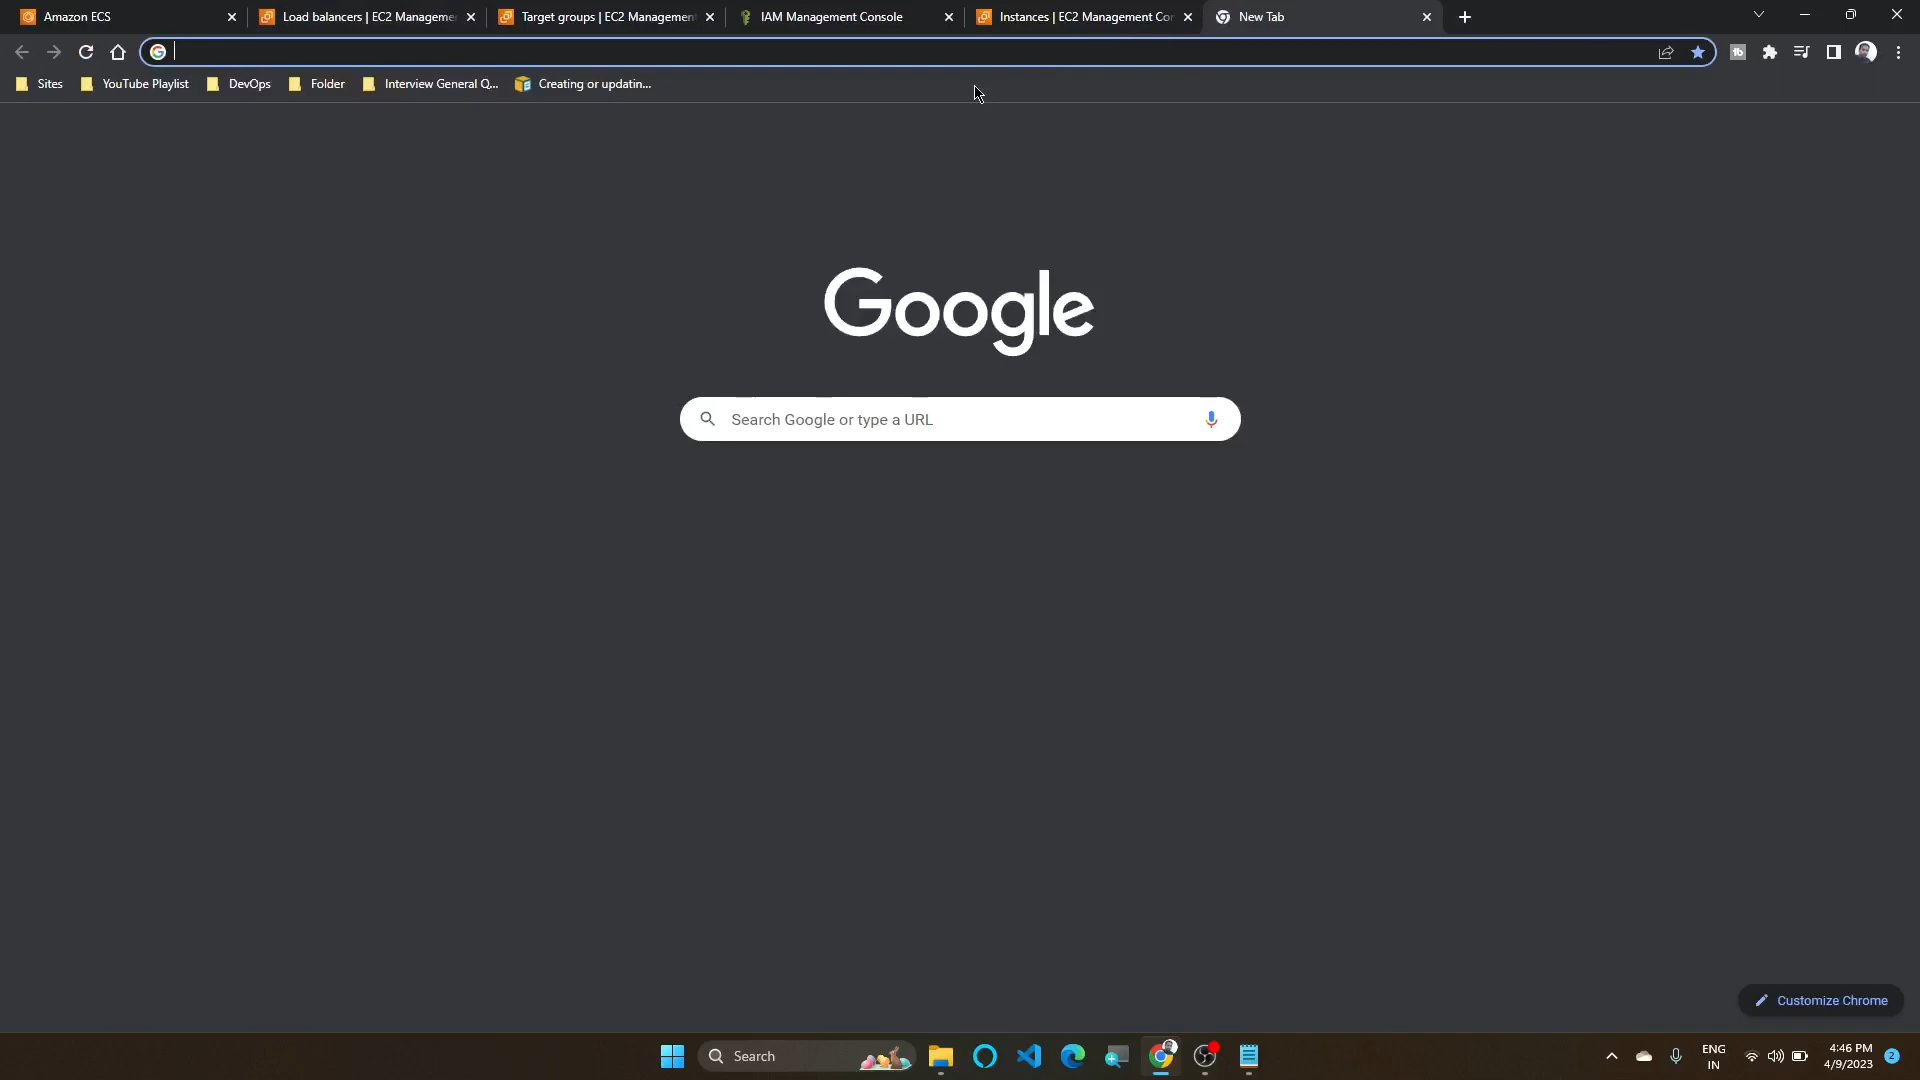 Amazon ECS
Load balancers | EC2 Manageme
Target groups | EC2 Management
IAM Management Console
Instances | EC2 Management Con
New Tab
Sites
YouTube Playlist
DevOps
Folder
Interview General Q...
Creating or updatin...
Google
Search Google or type a URL
Customize Chrome
Search
ENG
IN
4:46 PM
4/9/2023
2